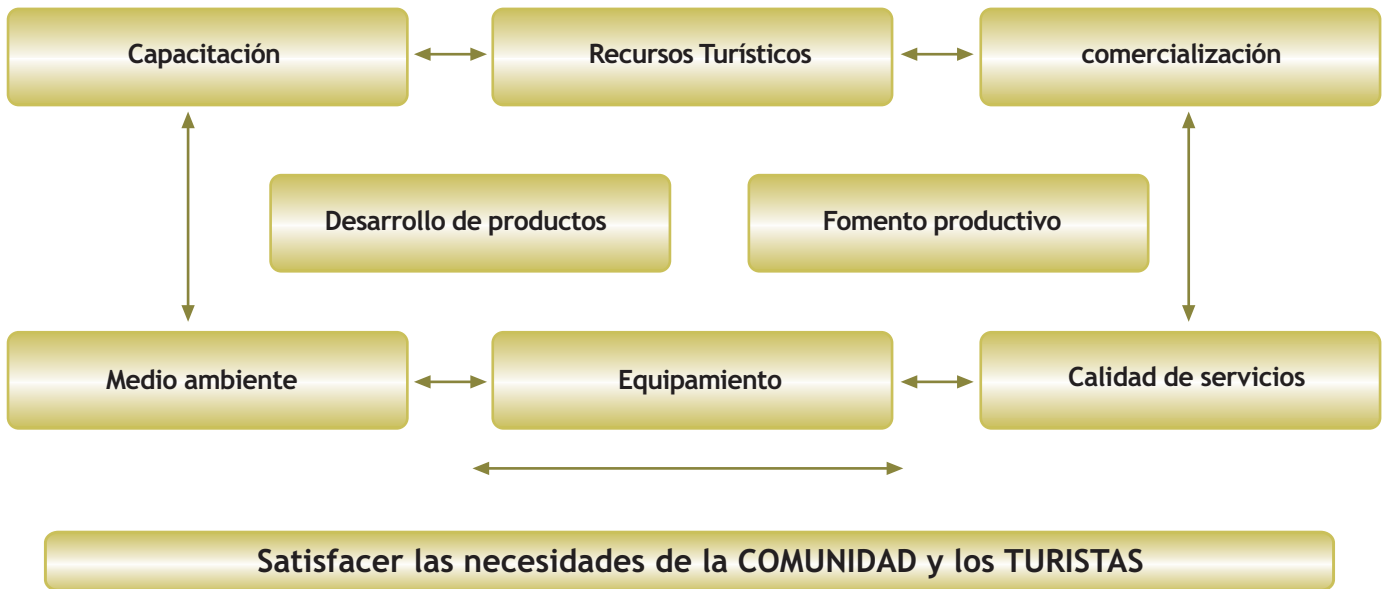 Capacitación
Recursos Turísticos
comercialización
Desarrollo de productos
Fomento productivo
Medio ambiente
Equipamiento
Calidad de servicios
Satisfacer las necesidades de la COMUNIDAD y los TURISTAS